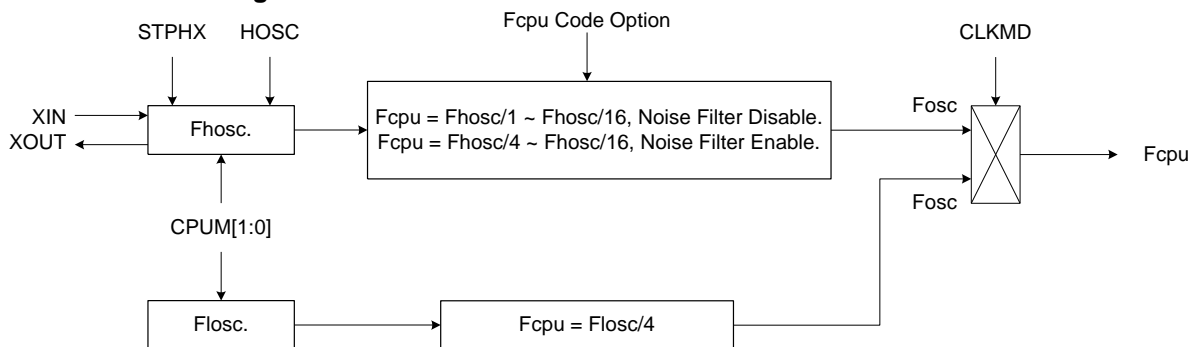 STPHX
HOSC
Fcpu Code Option
CLKMD
XIN
XOUT
Fhosc.
Fcpu = Fhosc/1 ~ Fhosc/16, Noise Filter Disable.
Fcpu = Fhosc/4 ~ Fhosc/16, Noise Filter Enable.
Fosc
Fosc
Fcpu
CPUM[1:0]
Flosc.
Fcpu = Flosc/4